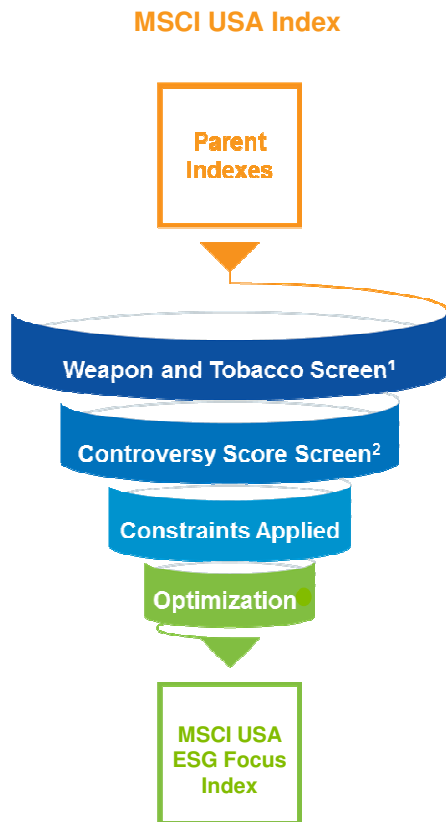 MSCI USA Index
Parent
Indexes
Weapon and Tobacco Screen¹
Controversy Score Screen²
Constraints Applied
Optimization
MSCI USA
ESG Focus
Index